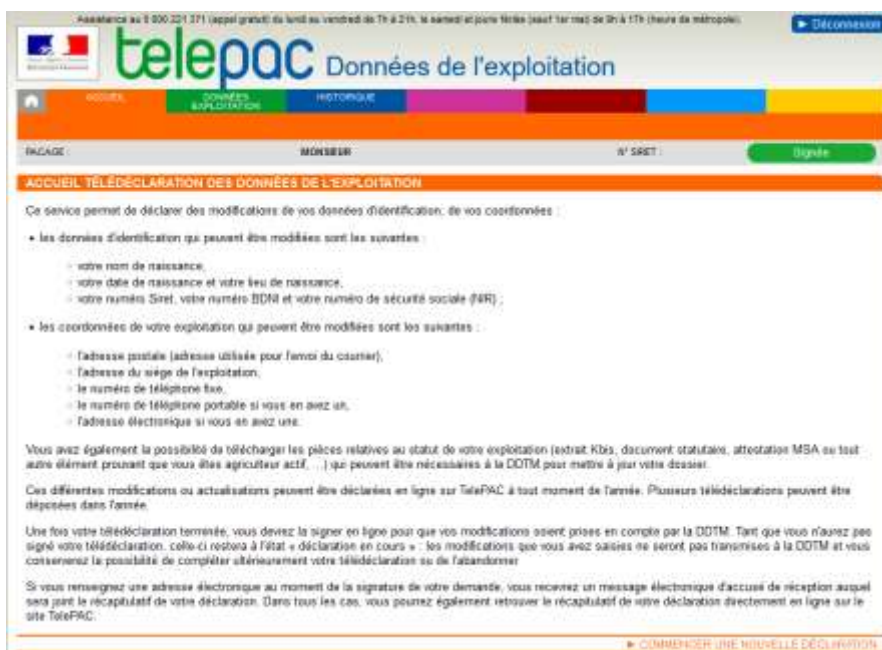 Assistance au 0 800 221 371 (appel gratuit) du lundi au vendredi de 7h à 21h, le samedi et jours fériés (sauf 1er mai) de 9h à 17h (heure de métropole).
► Déconnexion
telepac Données de l'exploitation
ACCUEIL
DONNÉES
EXPLOITATION
HISTORIQUE
PACAGE :
MONSIEUR
N° SIRET :
Signée
ACCUEIL TÉLÉDÉCLARATION DES DONNÉES DE L'EXPLOITATION
Ce service permet de déclarer des modifications de vos données d'identification, de vos coordonnées :
• les données d'identification qui peuvent être modifiées sont les suivantes :
○ votre nom de naissance,
○ votre date de naissance et votre lieu de naissance,
○ votre numéro Siret, votre numéro BDNI et votre numéro de sécurité sociale (NIR) ;
• les coordonnées de votre exploitation qui peuvent être modifiées sont les suivantes :
○ l'adresse postale (adresse utilisée pour l'envoi du courrier),
○ l'adresse du siège de l'exploitation,
○ le numéro de téléphone fixe,
○ le numéro de téléphone portable si vous en avez un,
○ l'adresse électronique si vous en avez une.
Vous avez également la possibilité de télécharger les pièces relatives au statut de votre exploitation (extrait Kbis, document statutaire, attestation MSA ou tout
autre élément prouvant que vous êtes agriculteur actif, ...) qui peuvent être nécessaires à la DDTM pour mettre à jour votre dossier.
Ces différentes modifications ou actualisations peuvent être déclarées en ligne sur TelePAC à tout moment de l'année. Plusieurs télédéclarations peuvent être
déposées dans l'année.
Une fois votre télédéclaration terminée, vous devrez la signer en ligne pour que vos modifications soient prises en compte par la DDTM. Tant que vous n'aurez pas
signé votre télédéclaration, celle-ci restera à l'état « déclaration en cours » : les modifications que vous avez saisies ne seront pas transmises à la DDTM et vous
conserverez la possibilité de compléter ultérieurement votre télédéclaration ou de l'abandonner
Si vous renseignez une adresse électronique au moment de la signature de votre demande, vous recevrez un message électronique d'accusé de réception auquel
sera joint le récapitulatif de votre déclaration. Dans tous les cas, vous pourrez également retrouver le récapitulatif de votre déclaration directement en ligne sur le
site TelePAC.
► COMMENCER UNE NOUVELLE DÉCLARATION